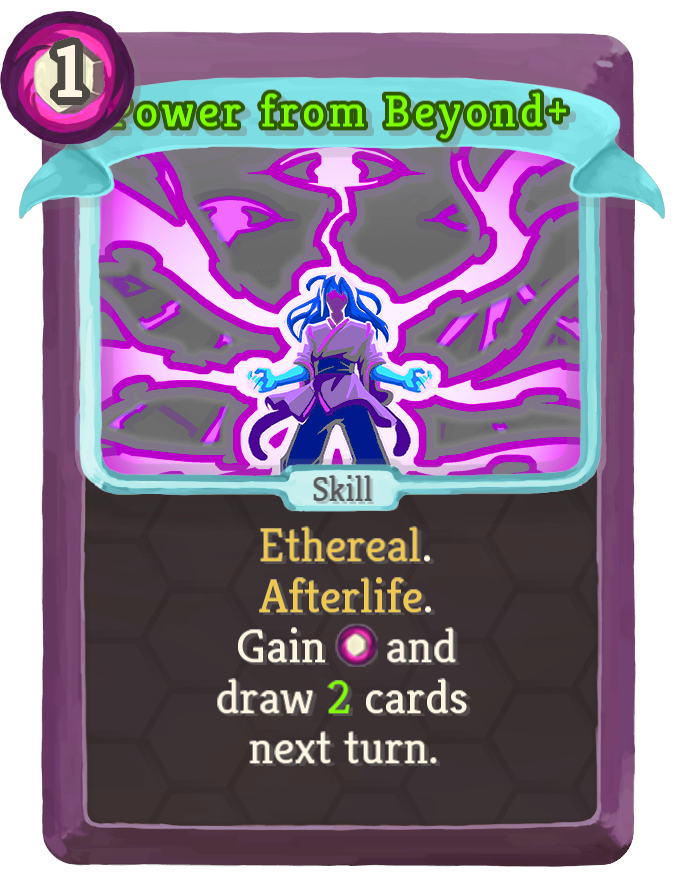 1
Power from Beyond+
Skill
Ethereal.
Afterlife.
Gain and
draw 2 cards
next turn.